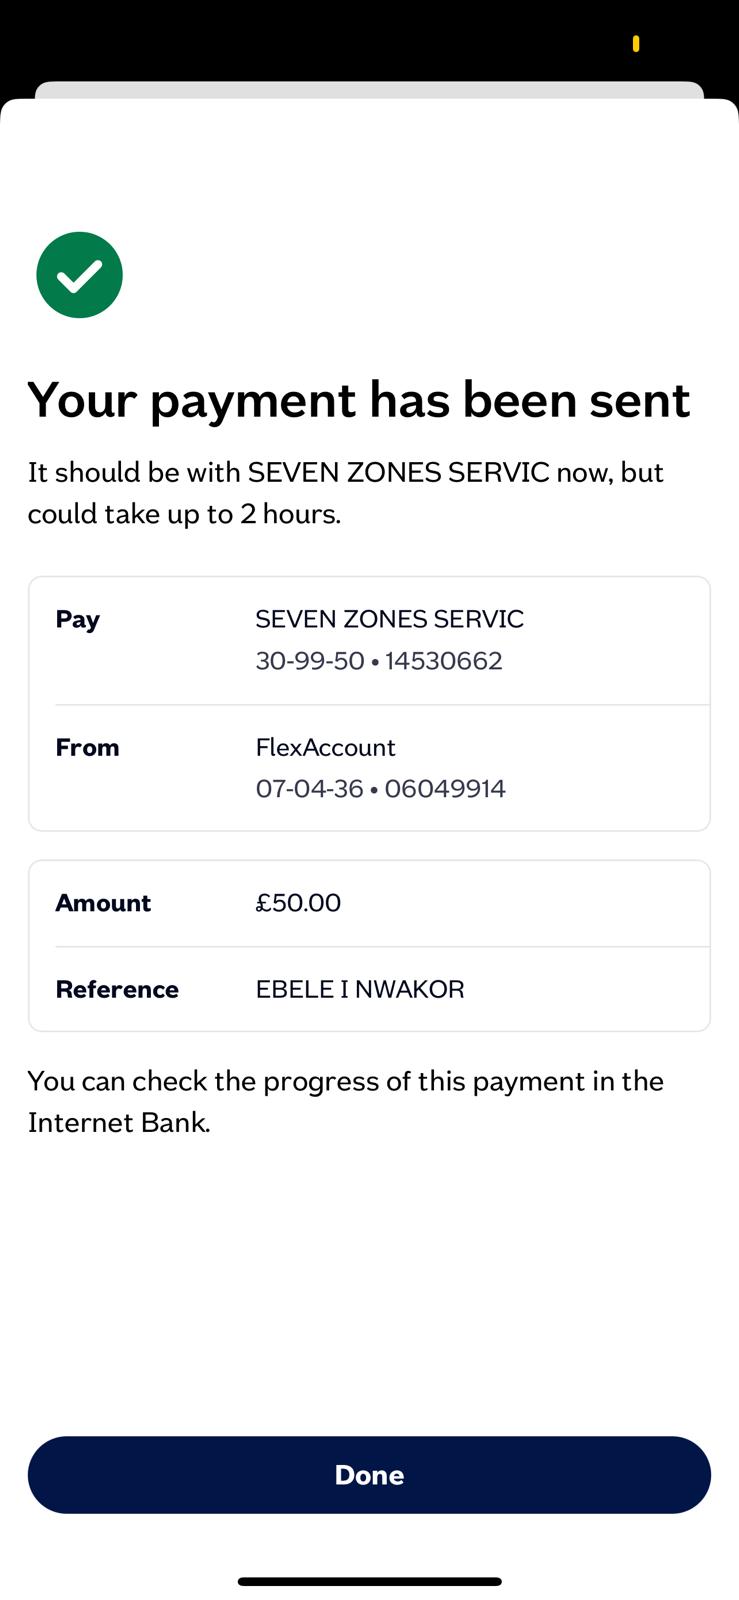 Your payment has been sent
It should be with SEVEN ZONES SERVIC now, but
could take up to 2 hours.
Pay SEVEN ZONES SERVIC
30-99-50 • 14530662
From FlexAccount
07-04-36 • 06049914
Amount £50.00
Reference EBELE I NWAKOR
You can check the progress of this payment in the
Internet Bank.
Done